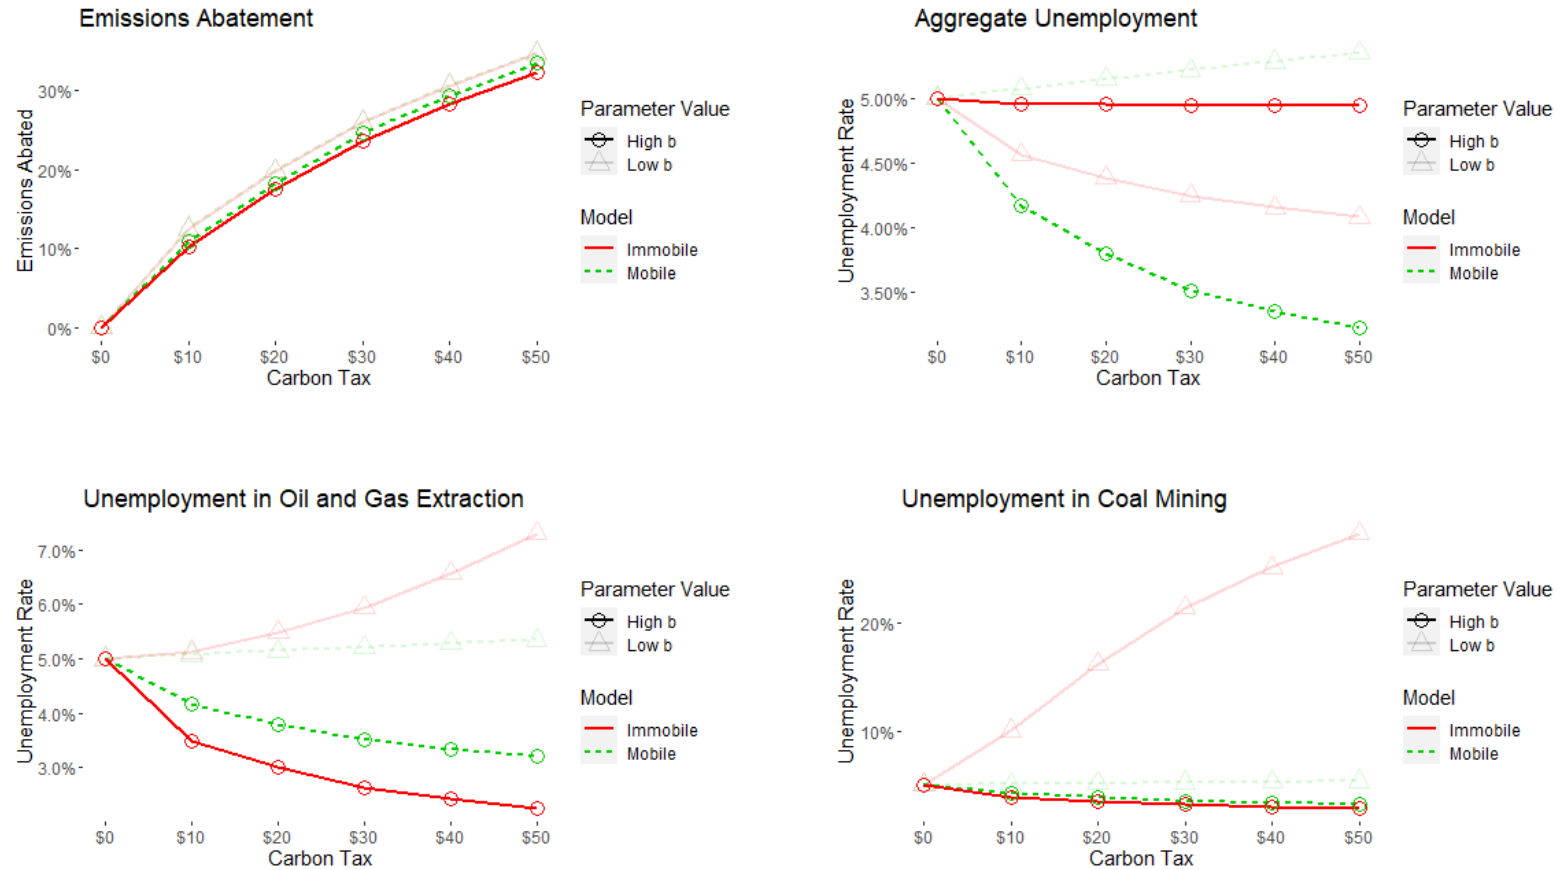 Emissions Abatement
Emissions Abated
30%
20%
10%
0%
$0 $10 $20 $30 $40 $50
Carbon Tax
Parameter Value
High b
Low b
Model
Immobile
Mobile
Aggregate Unemployment
Unemployment Rate
5.00%
4.50%
4.00%
3.50%
$0 $10 $20 $30 $40 $50
Carbon Tax
Parameter Value
High b
Low b
Model
Immobile
Mobile
Unemployment in Oil and Gas Extraction
Unemployment Rate
7.0%
6.0%
5.0%
4.0%
3.0%
$0 $10 $20 $30 $40 $50
Carbon Tax
Parameter Value
High b
Low b
Model
Immobile
Mobile
Unemployment in Coal Mining
Unemployment Rate
20%
10%
$0 $10 $20 $30 $40 $50
Carbon Tax
Parameter Value
High b
Low b
Model
Immobile
Mobile